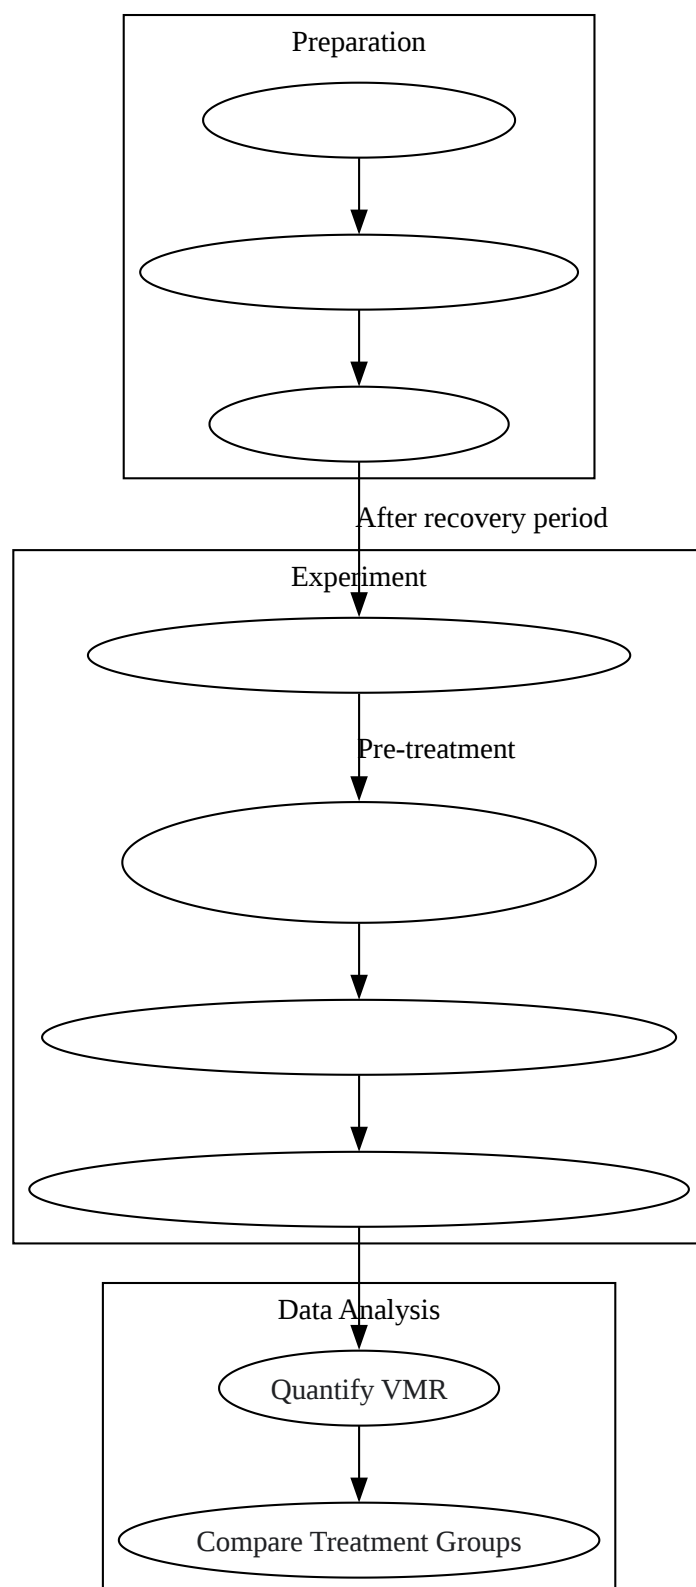 Preparation
After recovery period
Experiment
Pre-treatment
Data Analysis
Quantify VMR
Compare Treatment Groups